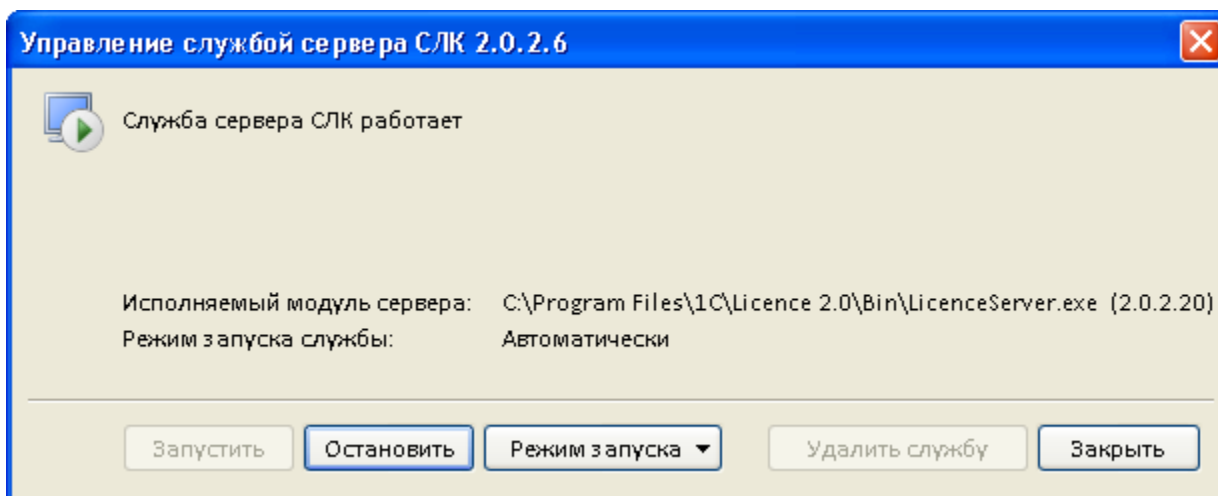 Управление службой сервера СЛК 2.0.2.6
Служба сервера СЛК работает
Исполняемый модуль сервера: C:\Program Files\1C\Licence 2.0\Bin\LicenceServer.exe (2.0.2.20)
Режим запуска службы: Автоматически
Запустить Остановить Режим запуска Удалить службу Закрыть